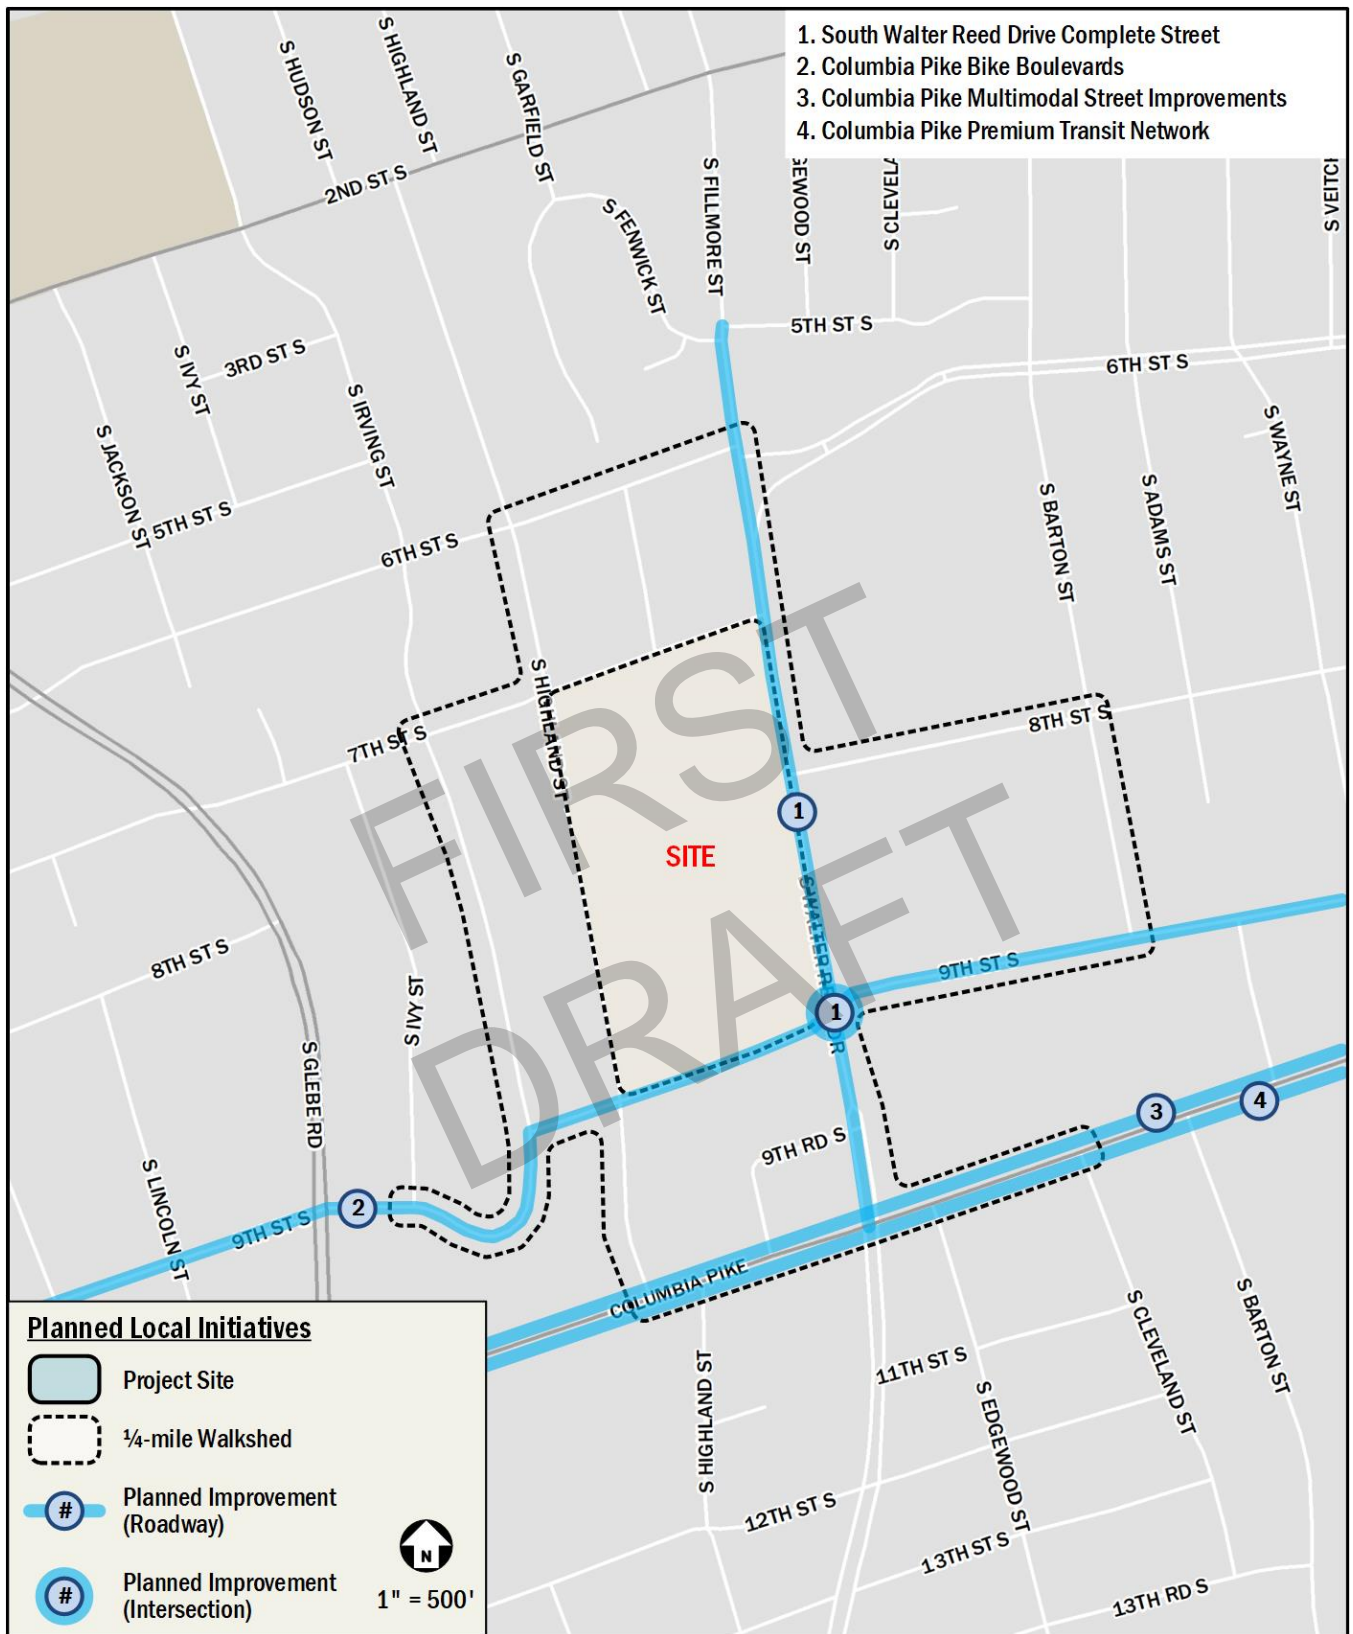 1. South Walter Reed Drive Complete Street
2. Columbia Pike Bike Boulevards
3. Columbia Pike Multimodal Street Improvements
4. Columbia Pike Premium Transit Network
S HUDSON ST
S HIGHLAND ST
S GARFIELD ST
2ND ST S
S FENWICK ST
S FILLMORE ST
GEWOOD ST
S CLEVELA
S VEITCH
5TH ST S
6TH ST S
S IVY ST
3RD ST S
S IRVING ST
S JACKSON ST
5TH ST S
6TH ST S
S BARTON ST
S ADAMS ST
S WAYNE ST
S HIGHLAND ST
7TH ST S
8TH ST S
FIRST
DRAFT
1
SITE
S WALTER RE
DR
1
9TH ST S
8TH ST S
S IVY ST
S GLEBE RD
3
4
9TH RD S
S LINCOLN ST
9TH ST S
2
COLUMBIA PIKE
S CLEVELAND ST
S BARTON ST
11TH ST S
S HIGHLAND ST
S EDGEWOOD ST
12TH ST S
13TH ST S
13TH RD S
Planned Local Initiatives
Project Site
¼-mile Walkshed
# Planned Improvement
(Roadway)
# Planned Improvement
(Intersection)
N
1" = 500'